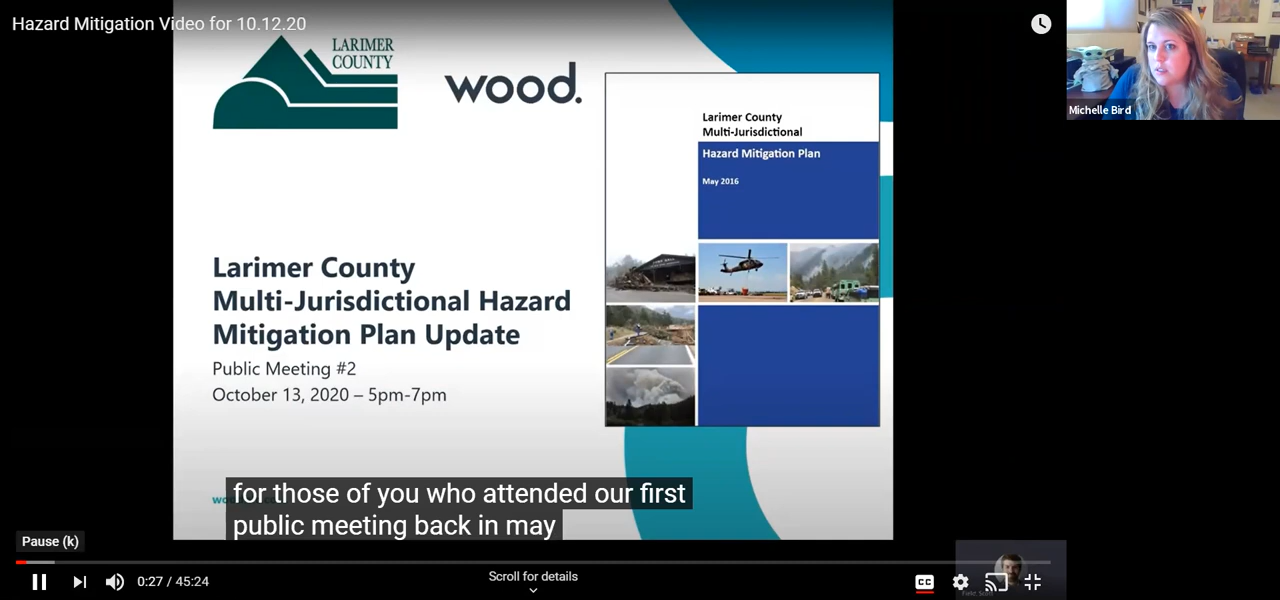 Hazard Mitigation Video for 10.12.20
LARIMER
COUNTY
wood.
Michelle Bird
Larimer County
Multi-Jurisdictional
Hazard Mitigation Plan
May 2016
Larimer County
Multi-Jurisdictional Hazard
Mitigation Plan Update
Public Meeting #2
October 13, 2020 – 5pm-7pm
for those of you who attended our first
public meeting back in may
Pause (k)
0:27 / 45:24
Scroll for details
CC